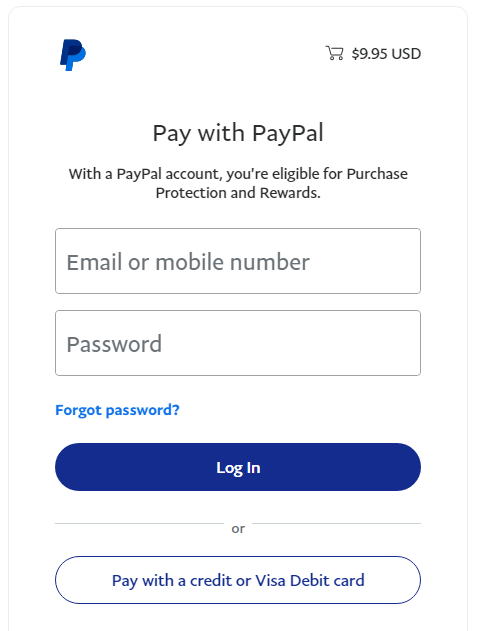 $9.95 USD
Pay with PayPal
With a PayPal account, you're eligible for Purchase
Protection and Rewards.
Email or mobile number
Password
Forgot password?
Log In
or
Pay with a credit or Visa Debit card